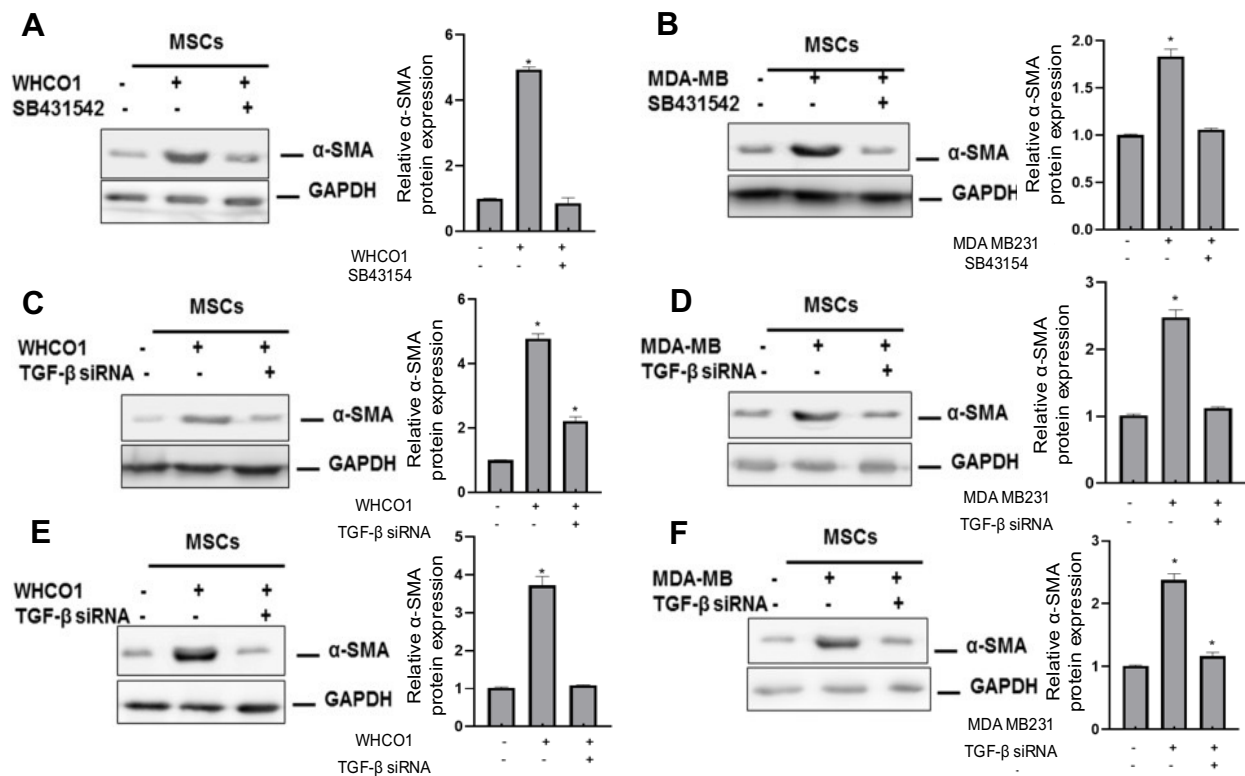 A
MSCs
WHCO1 - + +
SB431542 - - +
α-SMA
GAPDH
Relative α-SMA
protein expression
6
4
2
0
*
WHCO1 - + +
SB43154 - - +
B
MSCs
MDA-MB - + +
SB431542 - - +
α-SMA
GAPDH
Relative α-SMA
protein expression
2.0
1.5
1.0
0.5
0.0
*
MDA MB231 - + +
SB43154 - - +
C
MSCs
WHCO1 - + +
TGF-β siRNA - - +
α-SMA
GAPDH
Relative α-SMA
protein expression
6
4
2
0
* *
WHCO1 - + +
TGF-β siRNA - - +
D
MSCs
MDA-MB - + +
TGF-β siRNA - - +
α-SMA
GAPDH
Relative α-SMA
protein expression
3
2
1
0
*
MDA MB231 - + +
TGF-β siRNA - - +
E
MSCs
WHCO1 - + +
TGF-β siRNA - - +
α-SMA
GAPDH
Relative α-SMA
protein expression
5
4
3
2
1
0
*
WHCO1 - + +
TGF-β siRNA - - +
F
MSCs
MDA-MB - + +
TGF-β siRNA - - +
α-SMA
GAPDH
Relative α-SMA
protein expression
3
2
1
0
* *
MDA MB231
TGF-β siRNA - + +
- - +